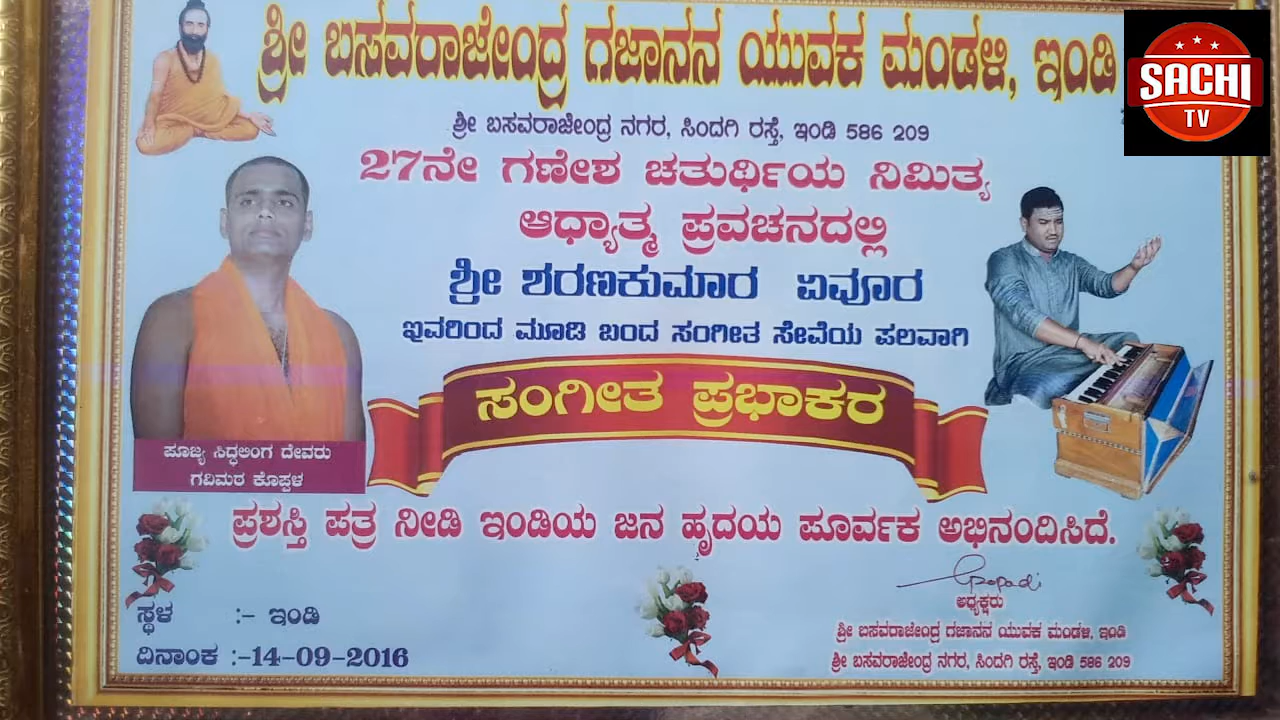 ಶ್ರೀ ಬಸವರಾಜೇಂದ್ರ ಗಜಾನನ ಯುವಕ ಮಂಡಳಿ, ಇಂಡಿ
SACHI
TV
ಶ್ರೀ ಬಸವರಾಜೇಂದ್ರ ನಗರ, ಸಿಂದಗಿ ರಸ್ತೆ, ಇಂಡಿ 586 209
27ನೇ ಗಣೇಶ ಚತುರ್ಥಿಯ ನಿಮಿತ್ಯ
ಆಧ್ಯಾತ್ಮ ಪ್ರವಚನದಲ್ಲಿ
ಶ್ರೀ ಶರಣಕುಮಾರ ಏವೂರ
ಇವರಿಂದ ಮೂಡಿ ಬಂದ ಸಂಗೀತ ಸೇವೆಯ ಪಲವಾಗಿ
ಸಂಗೀತ ಪ್ರಭಾಕರ
ಪೂಜ್ಯ ಸಿದ್ಧಲಿಂಗ ದೇವರು
ಗವಿಮಠ ಕೊಪ್ಪಳ
ಪ್ರಶಸ್ತಿ ಪತ್ರ ನೀಡಿ ಇಂಡಿಯ ಜನ ಹೃದಯ ಪೂರ್ವಕ ಅಭಿನಂದಿಸಿದೆ.
ಸ್ಥಳ :- ಇಂಡಿ
ದಿನಾಂಕ :-14-09-2016
ಅಧ್ಯಕ್ಷರು
ಶ್ರೀ ಬಸವರಾಜೇಂದ್ರ ಗಜಾನನ ಯುವಕ ಮಂಡಳಿ, ಇಂಡಿ
ಶ್ರೀ ಬಸವರಾಜೇಂದ್ರ ನಗರ, ಸಿಂದಗಿ ರಸ್ತೆ, ಇಂಡಿ 586 209